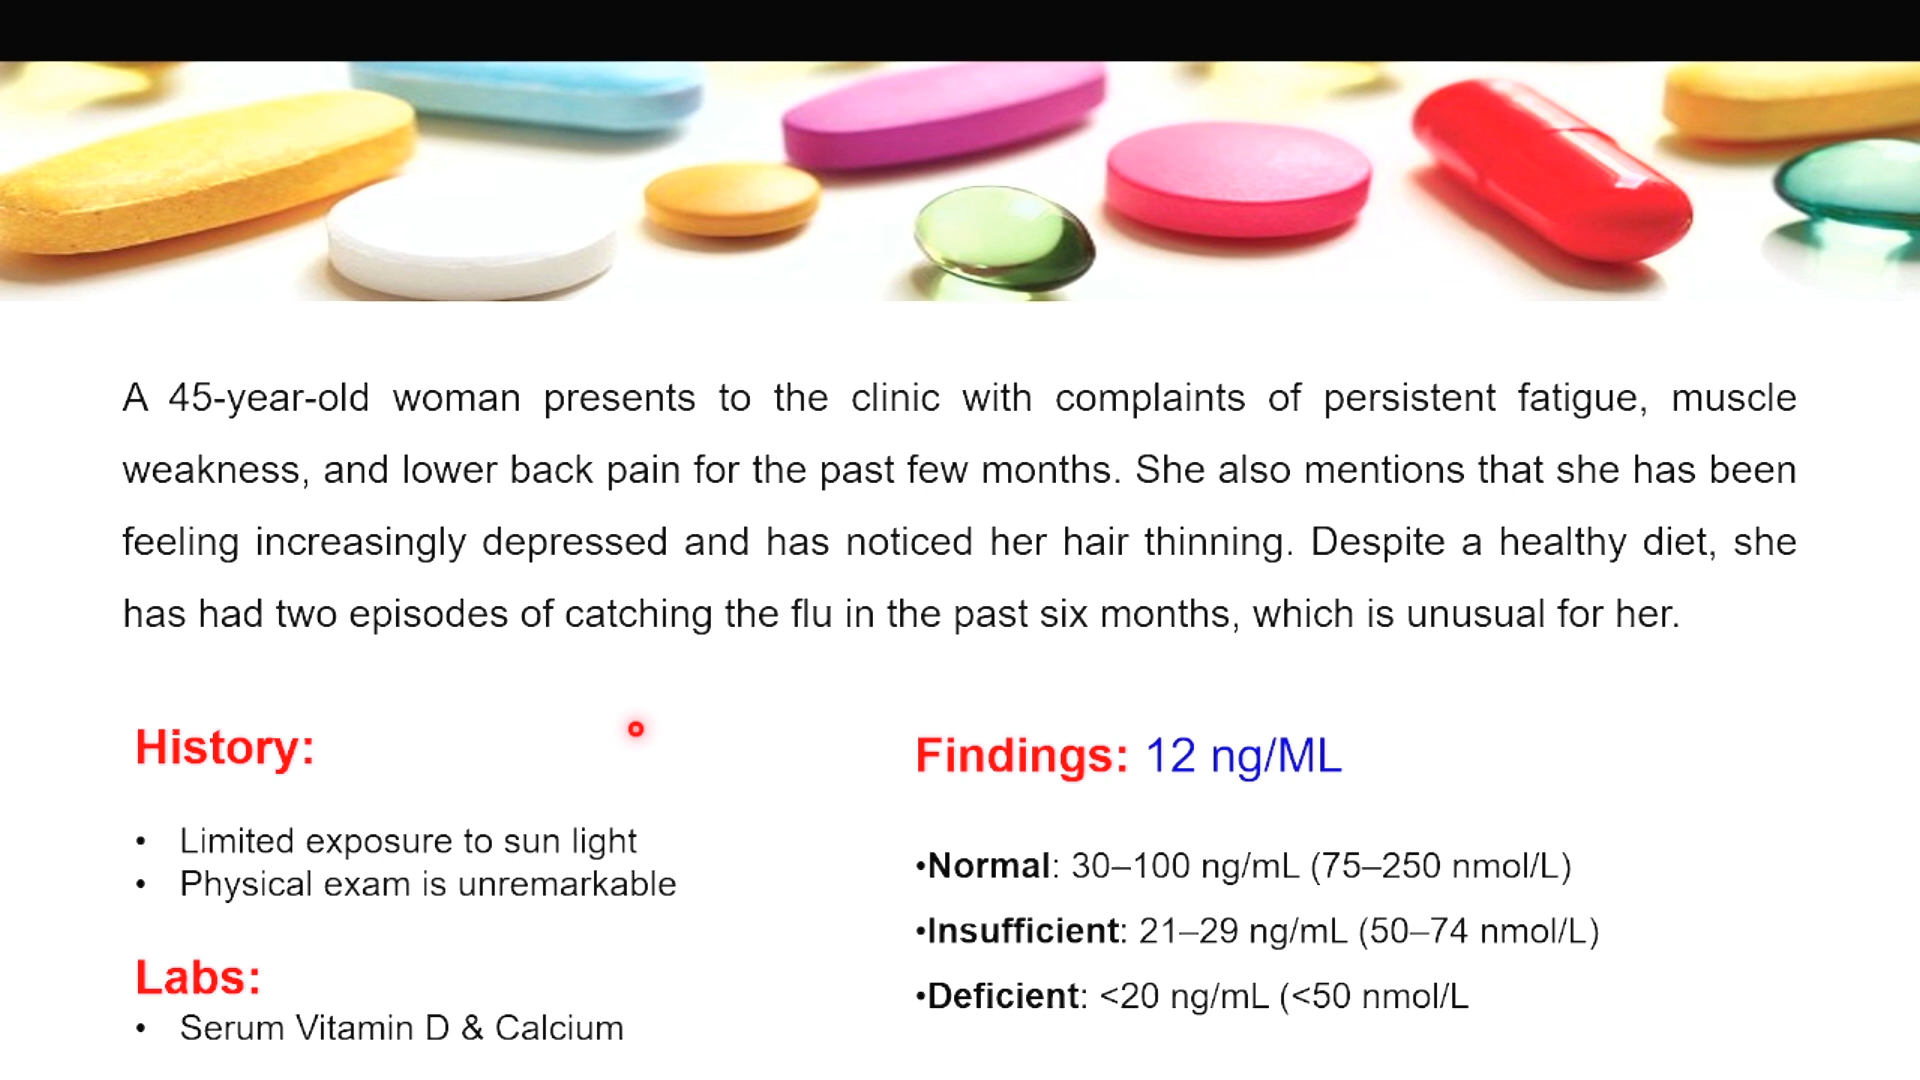 A 45-year-old woman presents to the clinic with complaints of persistent fatigue, muscle
weakness, and lower back pain for the past few months. She also mentions that she has been
feeling increasingly depressed and has noticed her hair thinning. Despite a healthy diet, she
has had two episodes of catching the flu in the past six months, which is unusual for her.
History:
• Limited exposure to sun light
• Physical exam is unremarkable
Labs:
• Serum Vitamin D & Calcium
Findings: 12 ng/ML
•Normal: 30–100 ng/mL (75–250 nmol/L)
•Insufficient: 21–29 ng/mL (50–74 nmol/L)
•Deficient: <20 ng/mL (<50 nmol/L